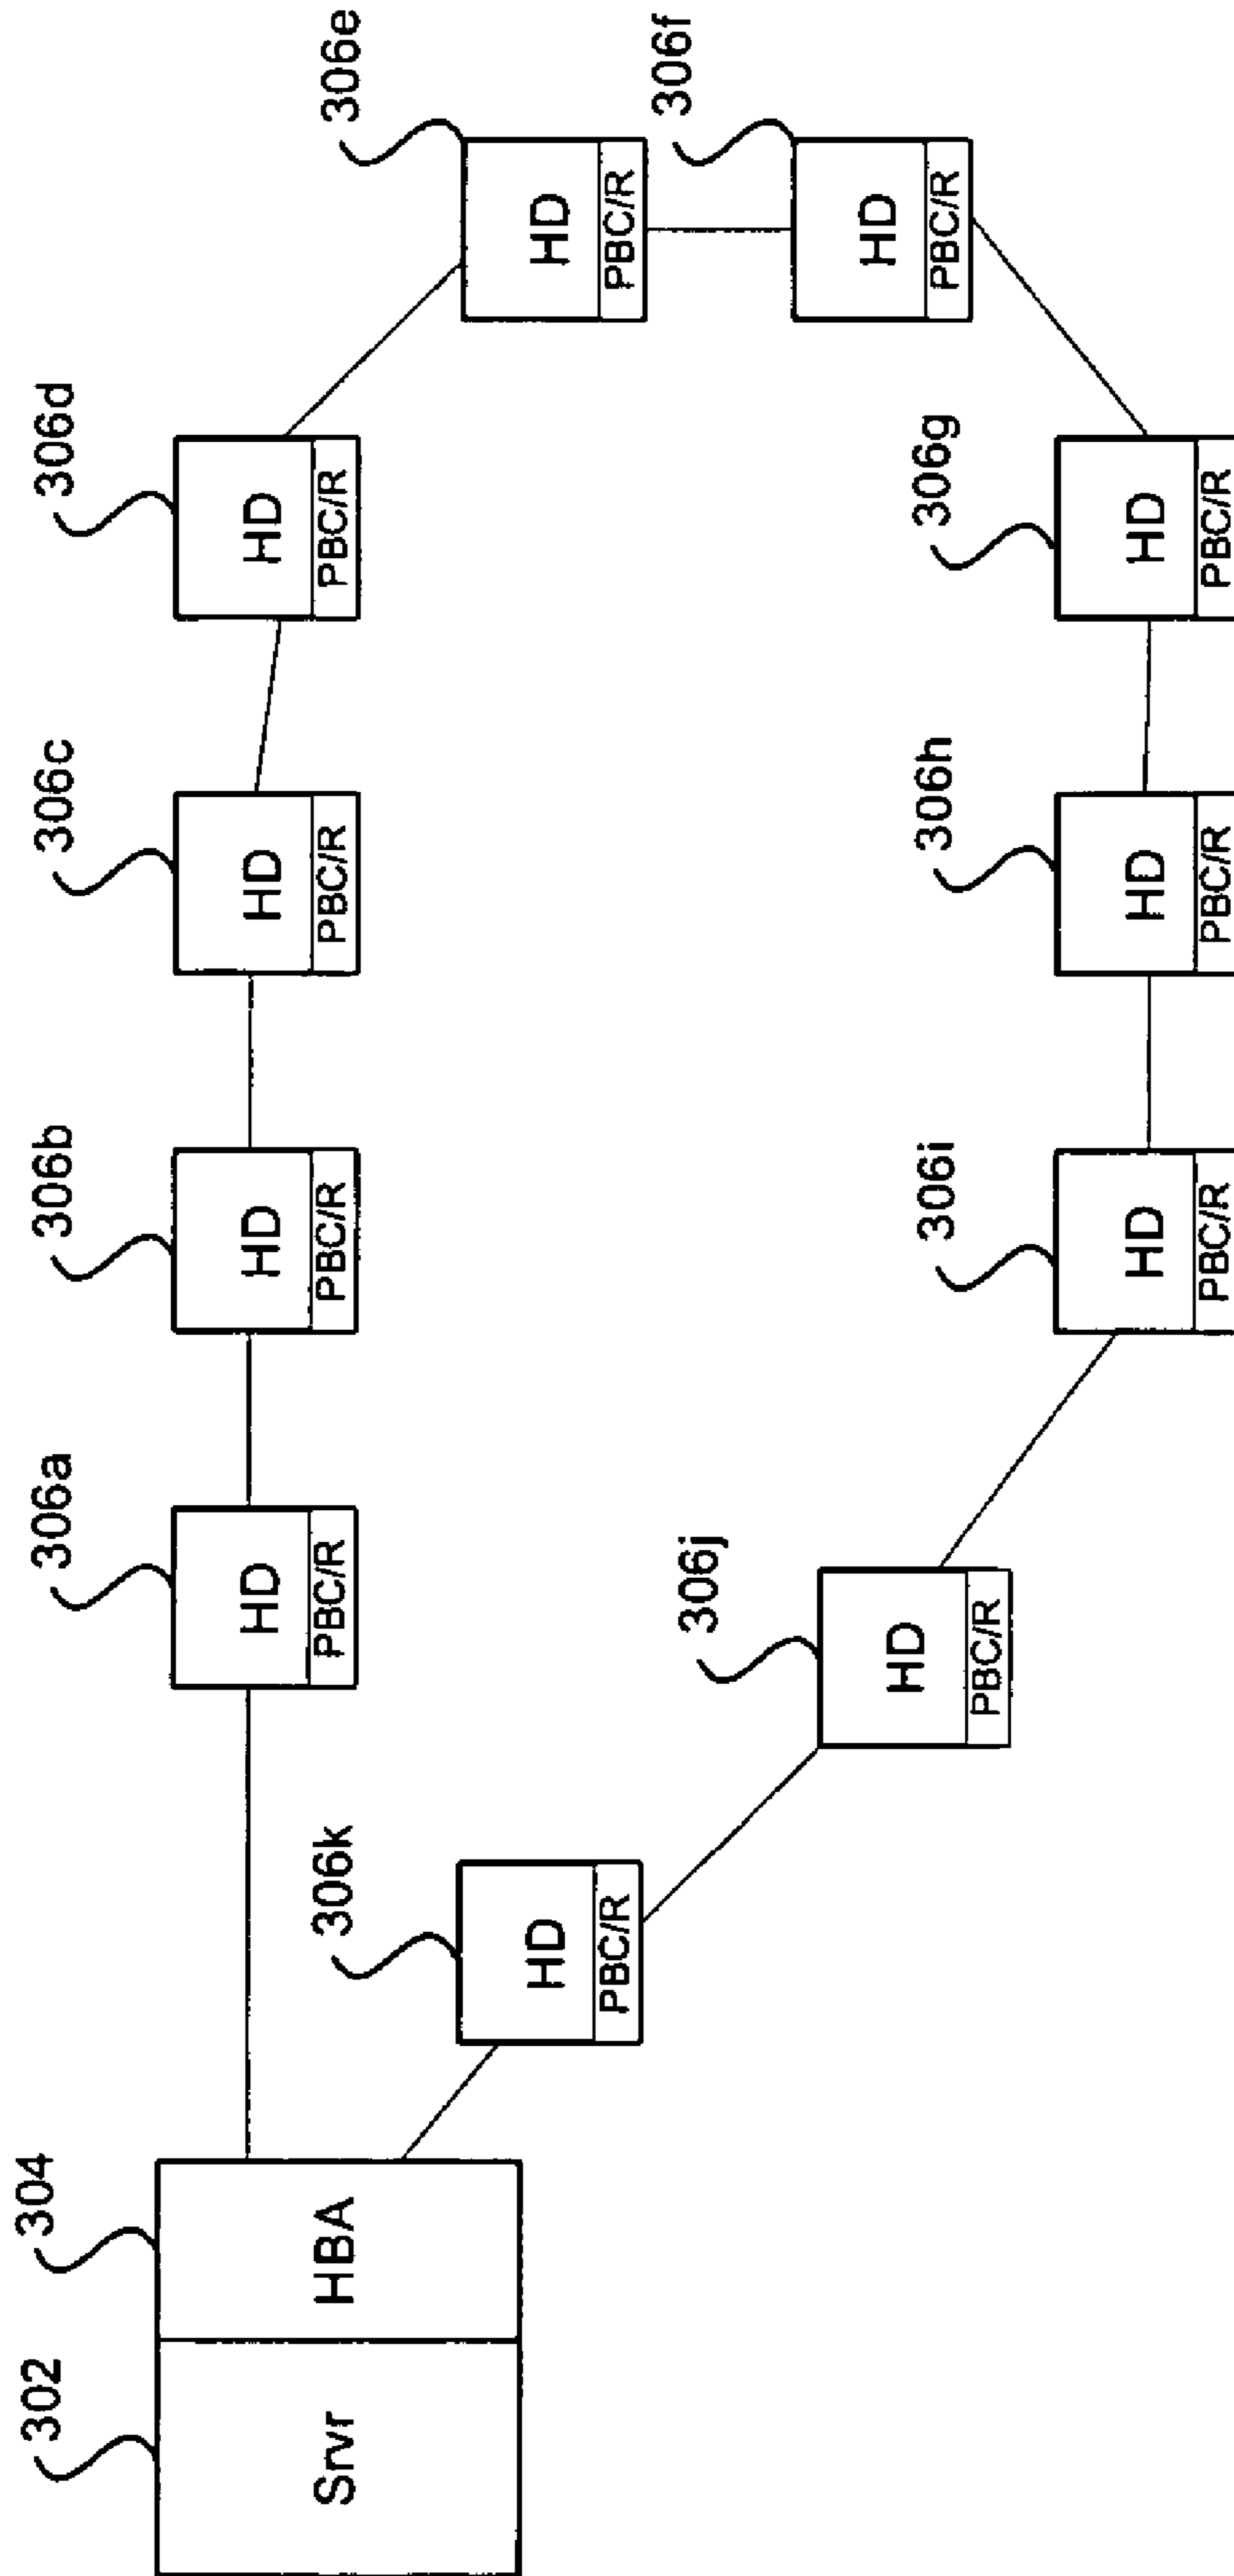 302
304
Srvr
HBA
306a
HD
PBC/R
306b
HD
PBC/R
306c
HD
PBC/R
306d
HD
PBC/R
306e
HD
PBC/R
306f
HD
PBC/R
306g
HD
PBC/R
306h
HD
PBC/R
306i
HD
PBC/R
306j
HD
PBC/R
306k
HD
PBC/R